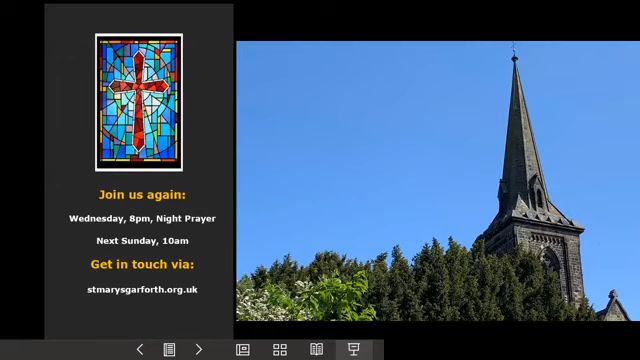 Join us again:
Wednesday, 8pm, Night Prayer
Next Sunday, 10am
Get in touch via:
stmarysgarforth.org.uk